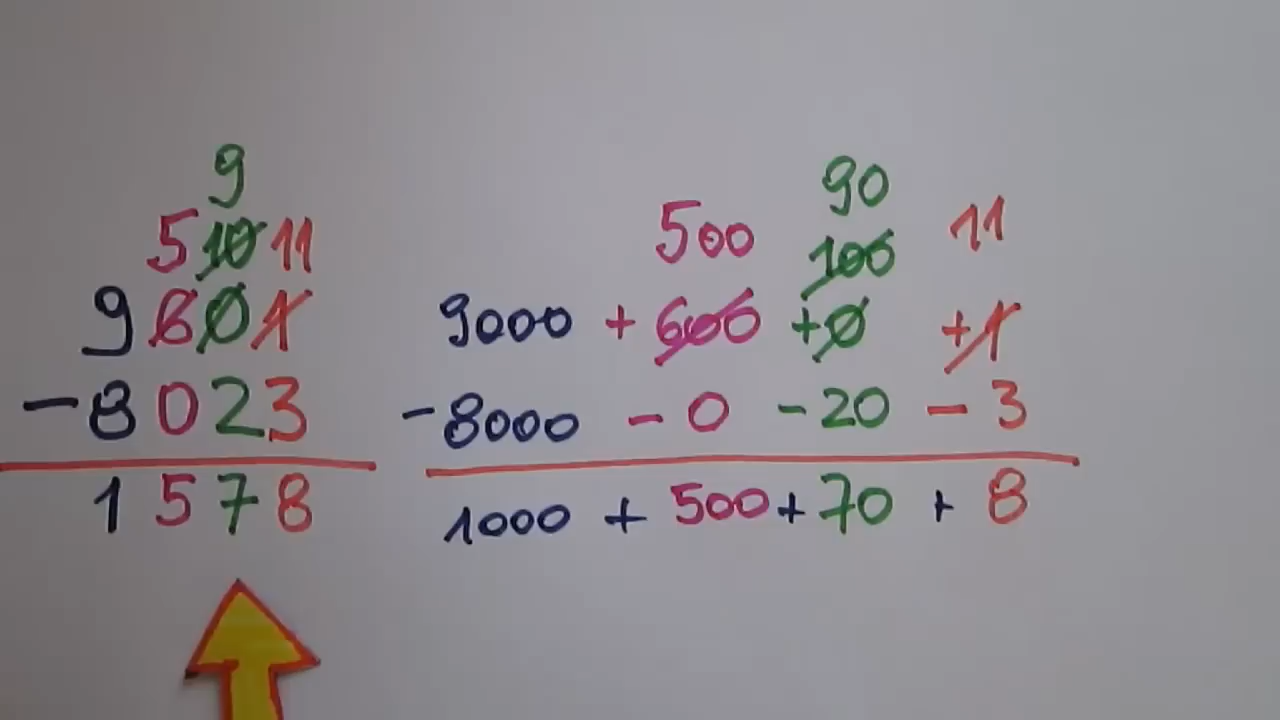 9 90
5 10 11 500 100 11
9 6 0 1 9000 + 600 + 0 + 1
- 8 0 2 3 - 8000 - 0 - 20 - 3
1 5 7 8 1000 + 500 + 70 + 8